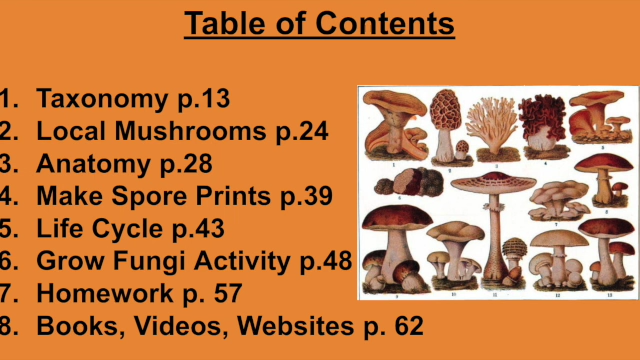 Table of Contents
1. Taxonomy p.13
2. Local Mushrooms p.24
3. Anatomy p.28
4. Make Spore Prints p.39
5. Life Cycle p.43
6. Grow Fungi Activity p.48
7. Homework p. 57
8. Books, Videos, Websites p. 62